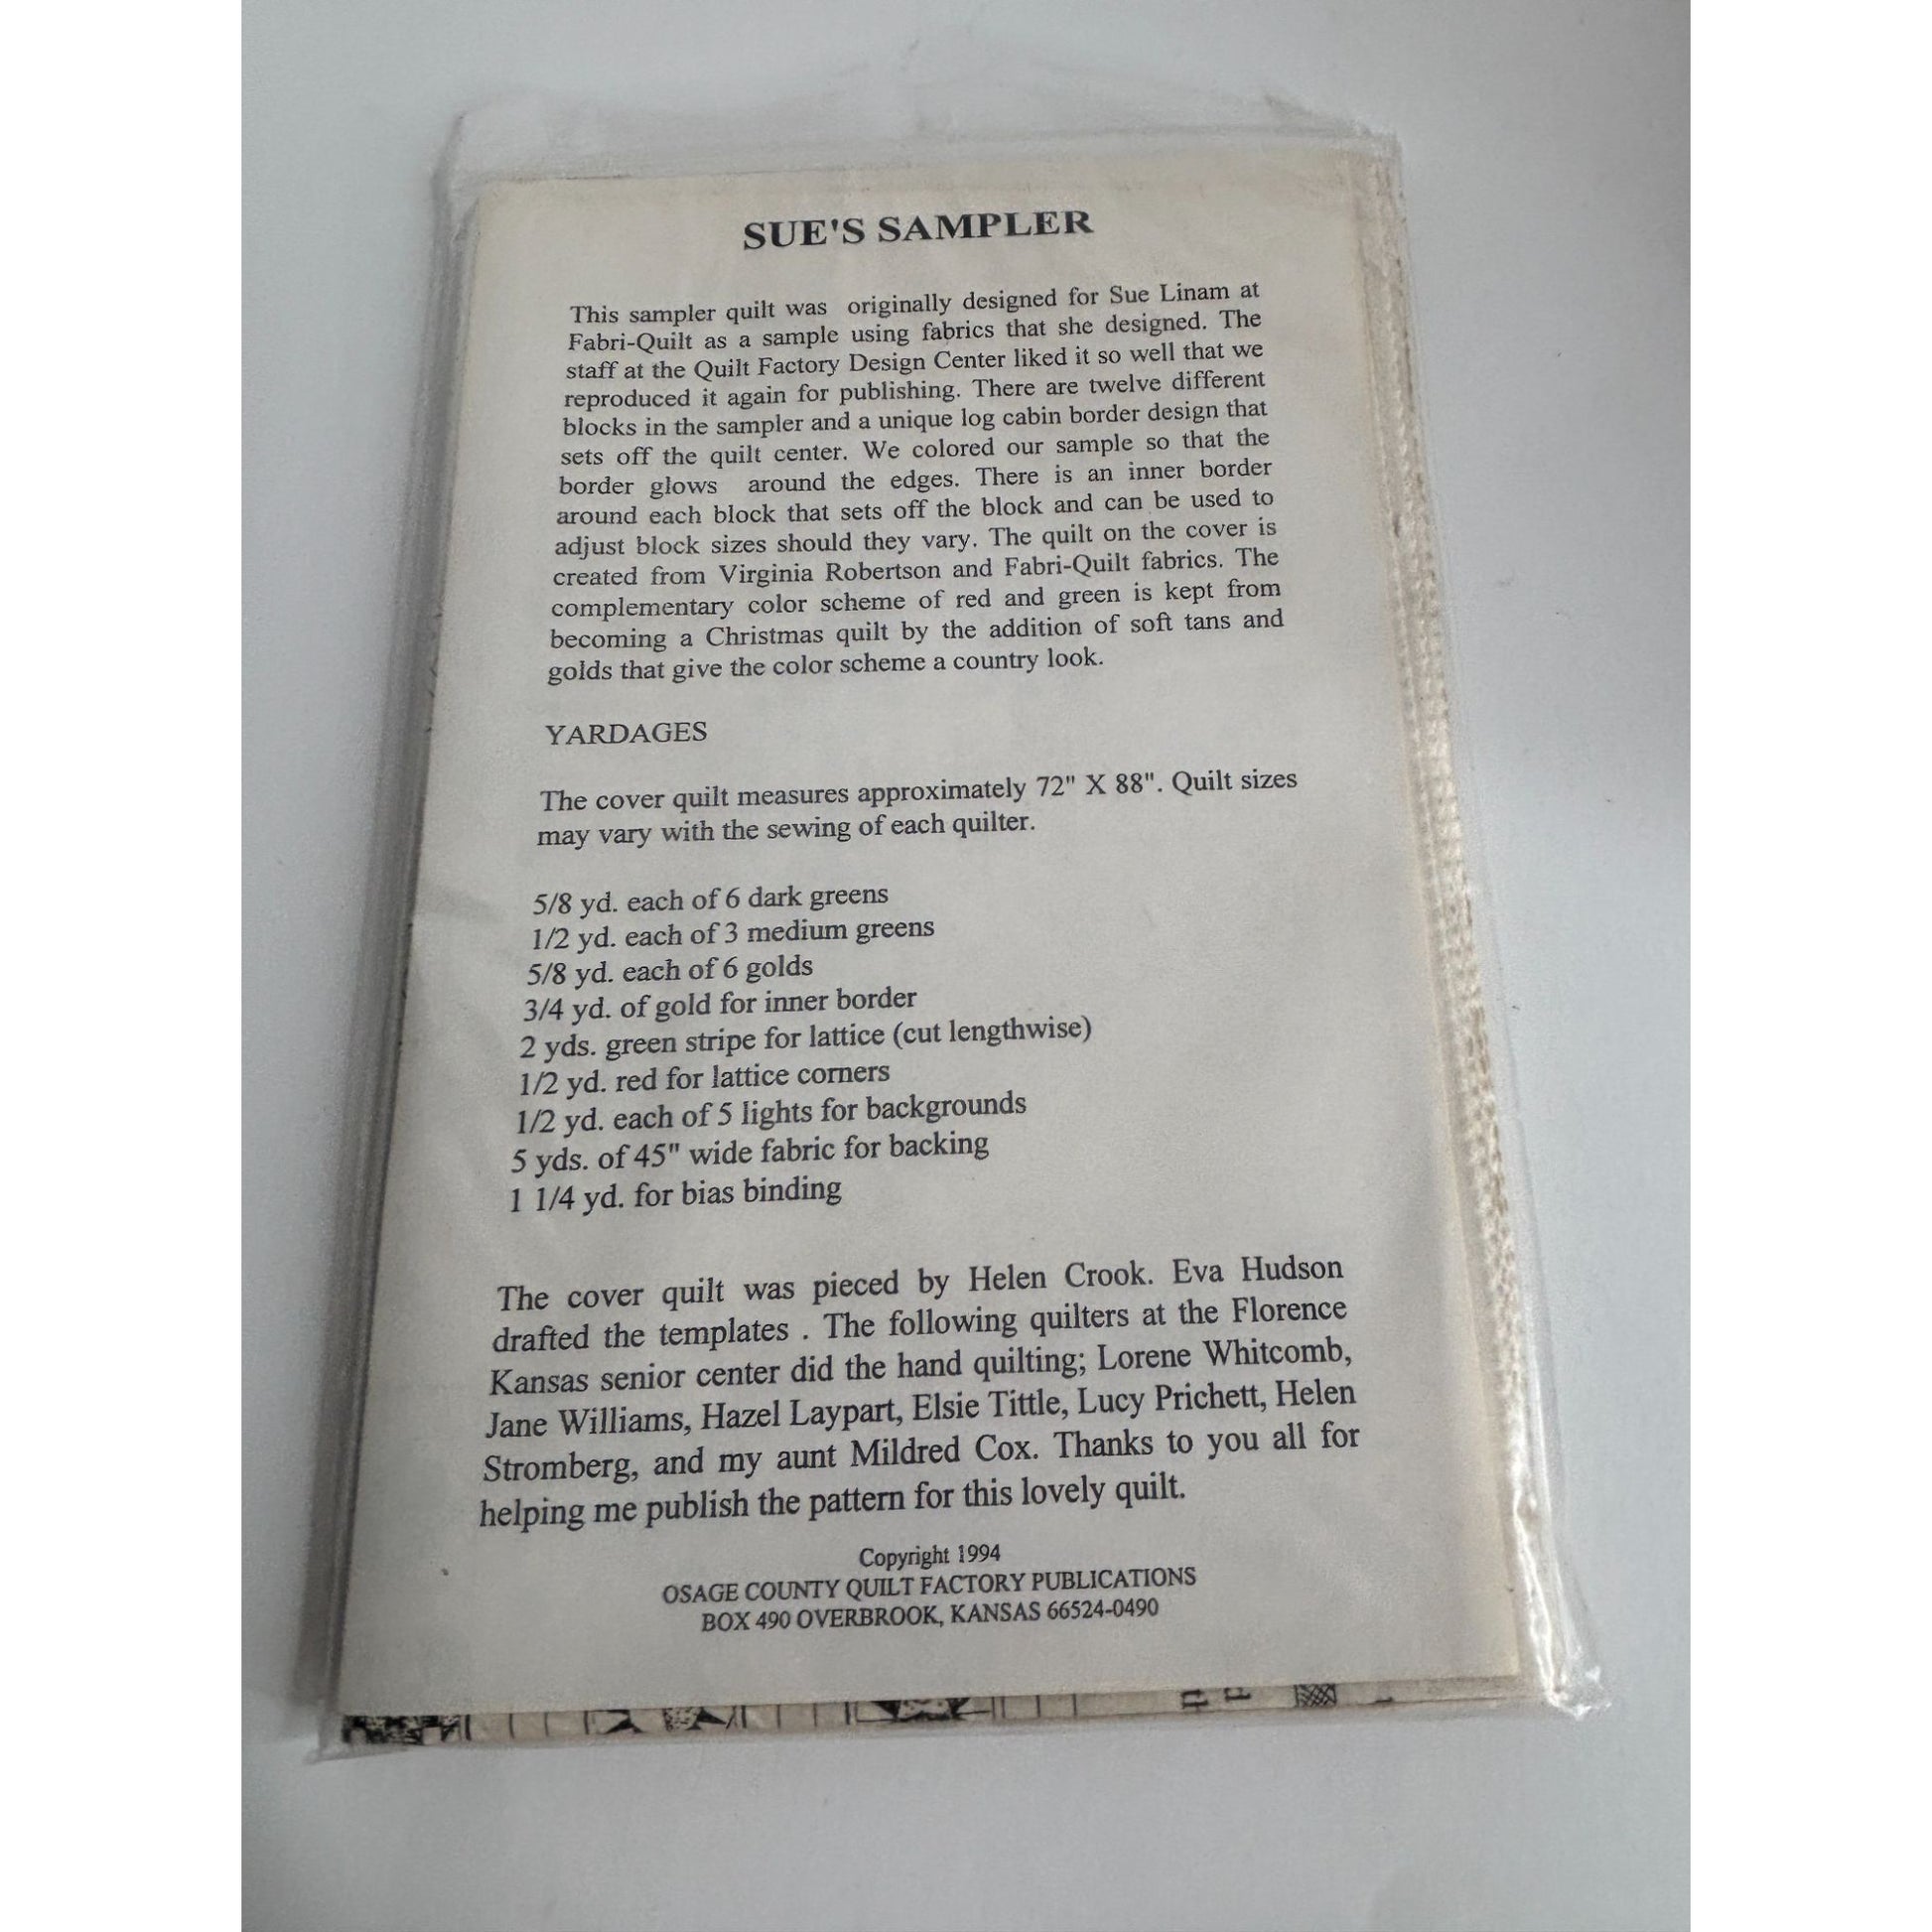 SUE'S SAMPLER
This sampler quilt was originally designed for Sue Linam at
Fabri-Quilt as a sample using fabrics that she designed. The
staff at the Quilt Factory Design Center liked it so well that we
reproduced it again for publishing. There are twelve different
blocks in the sampler and a unique log cabin border design that
sets off the quilt center. We colored our sample so that the
border glows around the edges. There is an inner border
around each block that sets off the block and can be used to
adjust block sizes should they vary. The quilt on the cover is
created from Virginia Robertson and Fabri-Quilt fabrics. The
complementary color scheme of red and green is kept from
becoming a Christmas quilt by the addition of soft tans and
golds that give the color scheme a country look.
YARDAGES
The cover quilt measures approximately 72" X 88". Quilt sizes
may vary with the sewing of each quilter.
5/8 yd. each of 6 dark greens
1/2 yd. each of 3 medium greens
5/8 yd. each of 6 golds
3/4 yd. of gold for inner border
2 yds. green stripe for lattice (cut lengthwise)
1/2 yd. red for lattice corners
1/2 yd. each of 5 lights for backgrounds
5 yds. of 45" wide fabric for backing
1 1/4 yd. for bias binding
The cover quilt was pieced by Helen Crook. Eva Hudson
drafted the templates . The following quilters at the Florence
Kansas senior center did the hand quilting; Lorene Whitcomb,
Jane Williams, Hazel Laypart, Elsie Tittle, Lucy Prichett, Helen
Stromberg, and my aunt Mildred Cox. Thanks to you all for
helping me publish the pattern for this lovely quilt.
Copyright 1994
OSAGE COUNTY QUILT FACTORY PUBLICATIONS
BOX 490 OVERBROOK, KANSAS 66524-0490